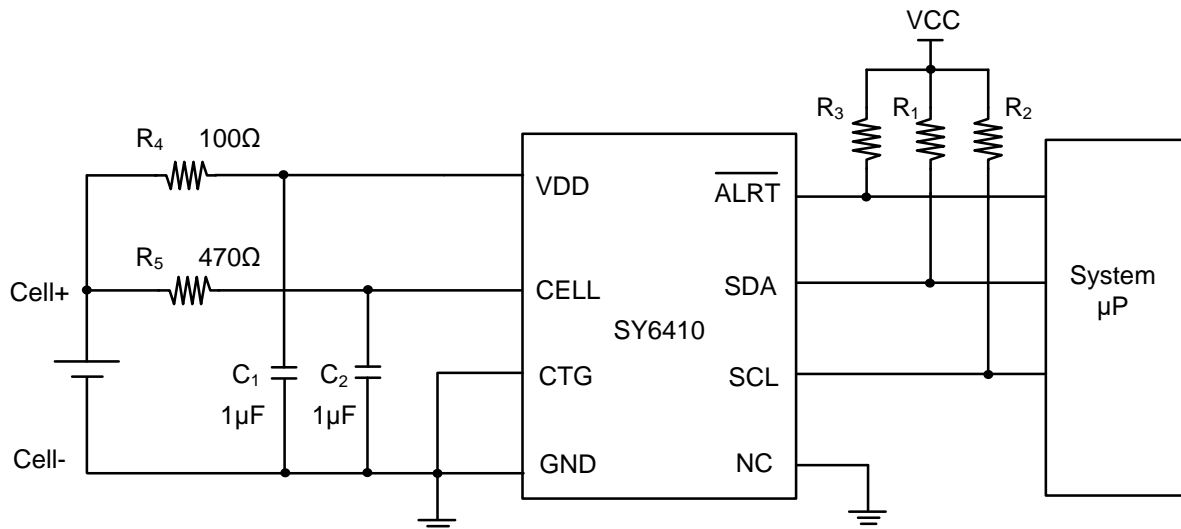 VCC
R3
R1
R2
R4 100Ω
VDD
ALRT
R5 470Ω
Cell+
CELL
SDA
System
µP
SY6410
C1
1µF
C2
1µF
CTG
SCL
Cell-
GND
NC